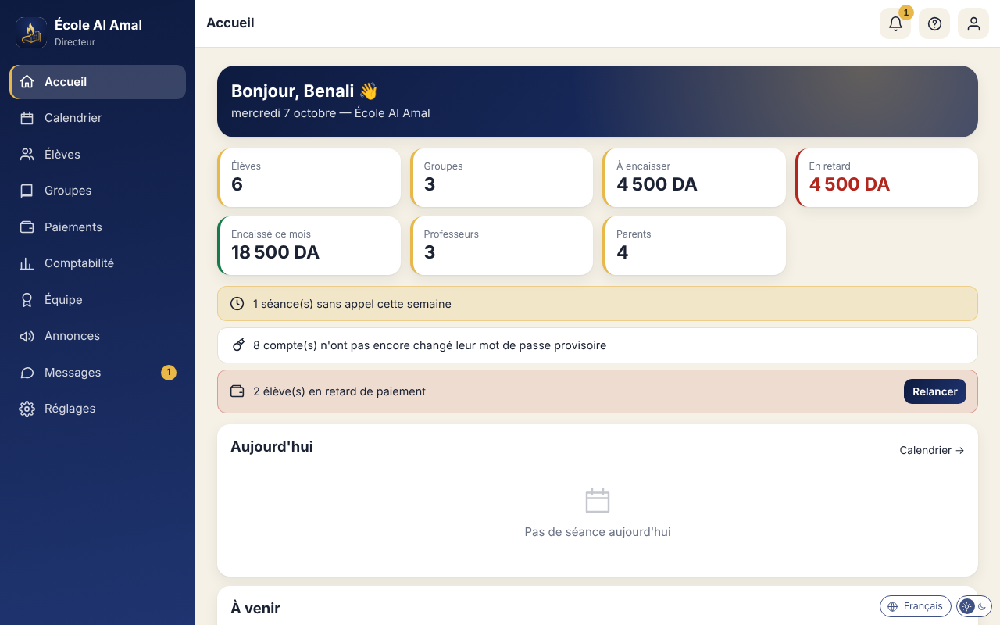 École Al Amal
Directeur
Accueil
Calendrier
Élèves
Groupes
Paiements
Comptabilité
Équipe
Annonces
Messages
1
Réglages
Accueil
1
Bonjour, Benali 👋
mercredi 7 octobre — École Al Amal
Élèves
6
Groupes
3
À encaisser
4 500 DA
En retard
4 500 DA
Encaissé ce mois
18 500 DA
Professeurs
3
Parents
4
1 séance(s) sans appel cette semaine
8 compte(s) n'ont pas encore changé leur mot de passe provisoire
2 élève(s) en retard de paiement
Relancer
Aujourd'hui
Calendrier →
Pas de séance aujourd'hui
À venir
Français